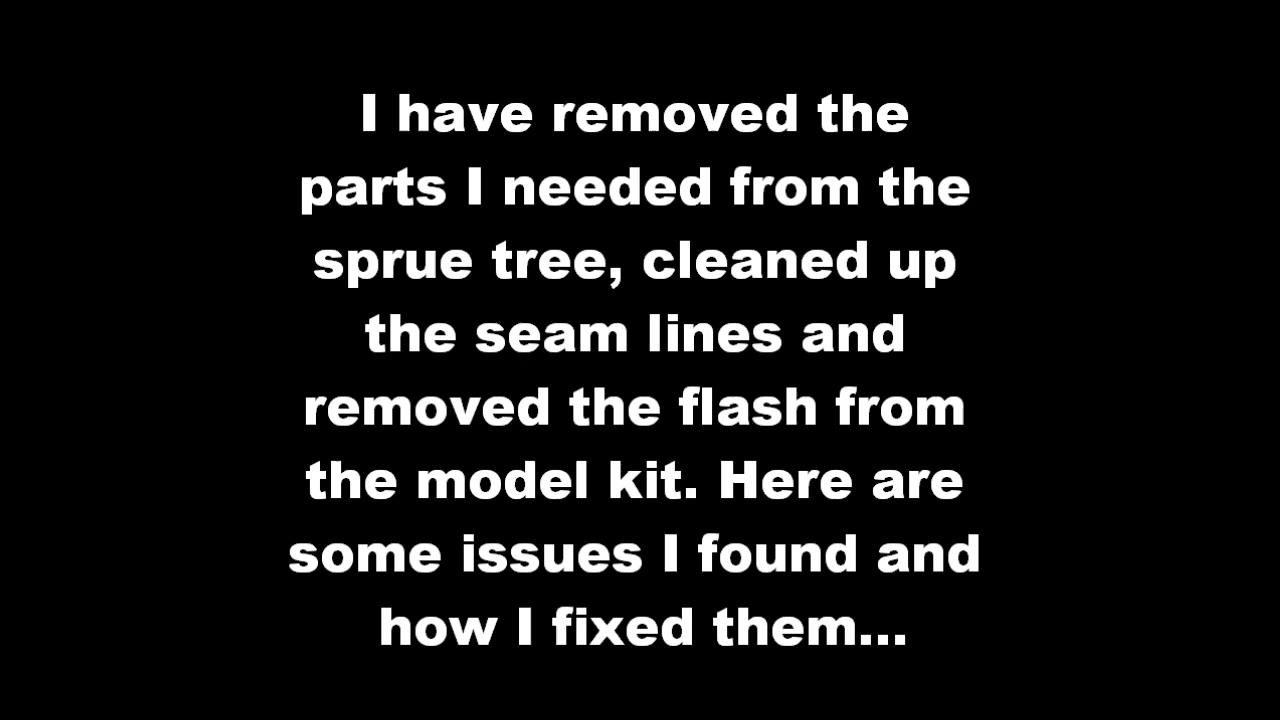 I have removed the
parts I needed from the
sprue tree, cleaned up
the seam lines and
removed the flash from
the model kit. Here are
some issues I found and
how I fixed them...